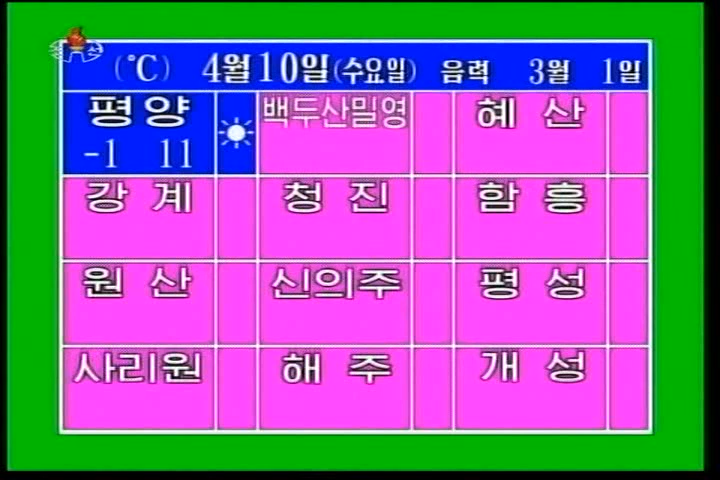 조선
(°C) 4월 10일 (수요일) 음력 3월 1일
평양 백두산밀영 혜산
-1 11
강계 청진 함흥
원산 신의주 평성
사리원 해주 개성